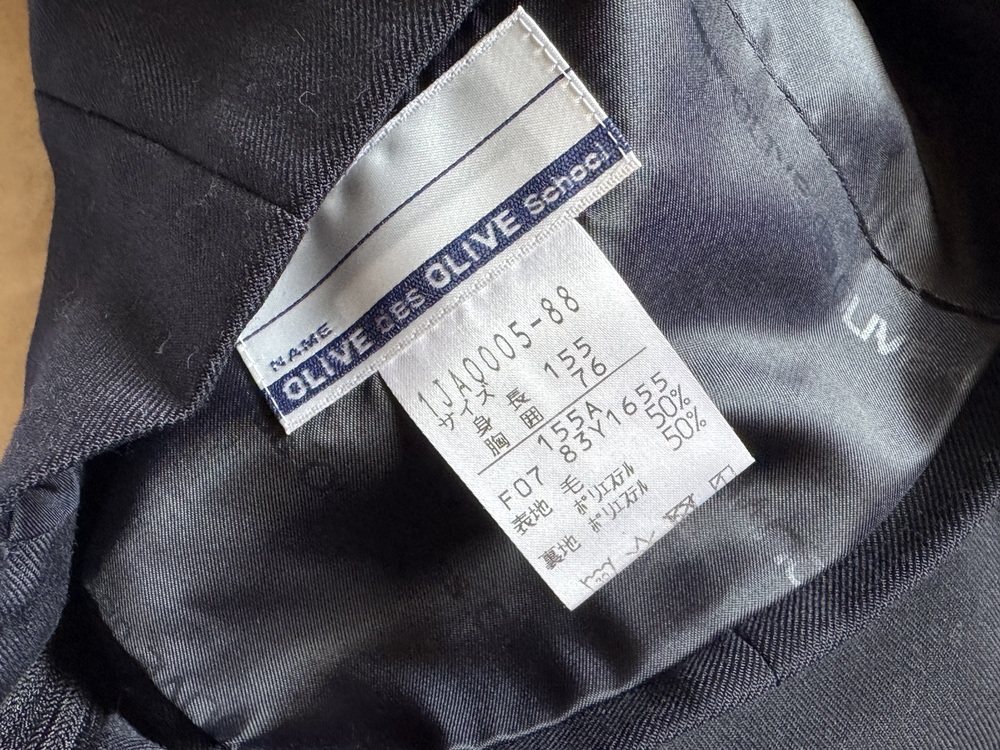 NAME
OLIVE des OLIVE School
1JA0005-88
サイズ
身長 155
胸囲 76
155A
F07 83Y1655
表地 毛 50%
ポリエステル 50%
裏地 ポリエステル